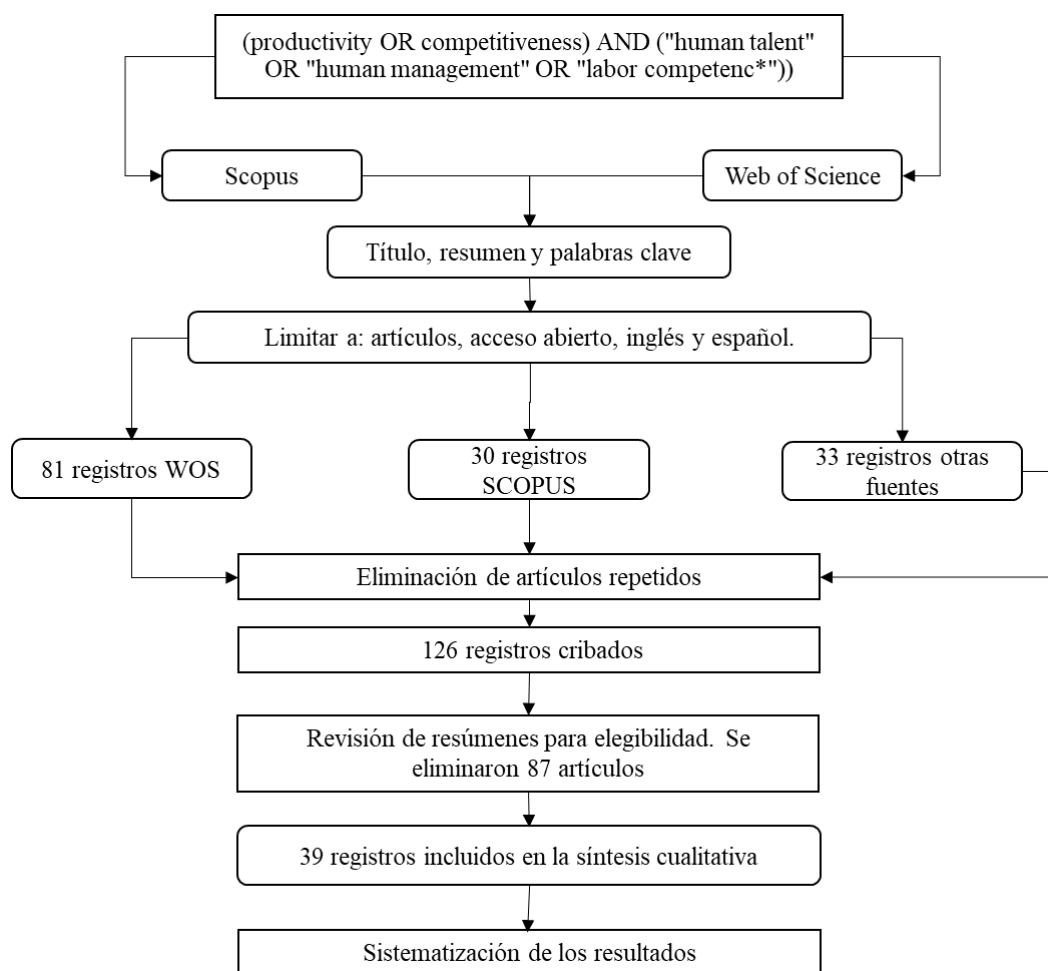 (productivity OR competitiveness) AND ("human talent"
OR "human management" OR "labor competenc*"))
Scopus
Web of Science
Título, resumen y palabras clave
Limitar a: artículos, acceso abierto, inglés y español.
81 registros WOS
30 registros
SCOPUS
33 registros otras
fuentes
Eliminación de artículos repetidos
126 registros cribados
Revisión de resúmenes para elegibilidad. Se
eliminaron 87 artículos
39 registros incluidos en la síntesis cualitativa
Sistematización de los resultados